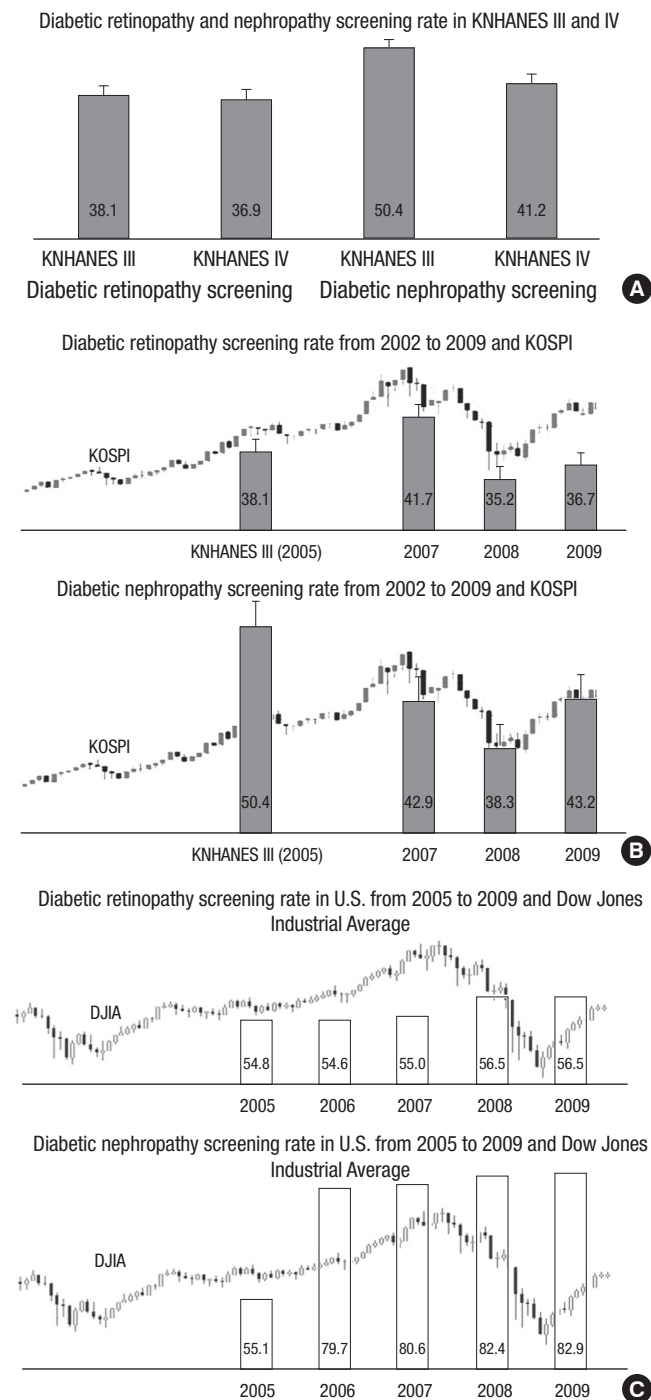 Diabetic retinopathy and nephropathy screening rate in KNHANES III and IV
38.1 36.9 50.4 41.2
KNHANES III KNHANES IV KNHANES III KNHANES IV
Diabetic retinopathy screening Diabetic nephropathy screening A
Diabetic retinopathy screening rate from 2002 to 2009 and KOSPI
KOSPI
38.1 41.7 35.2 36.7
KNHANES III (2005) 2007 2008 2009
Diabetic nephropathy screening rate from 2002 to 2009 and KOSPI
KOSPI
50.4 42.9 38.3 43.2
KNHANES III (2005) 2007 2008 2009 B
Diabetic retinopathy screening rate in U.S. from 2005 to 2009 and Dow Jones
Industrial Average
DJIA
54.8 54.6 55.0 56.5 56.5
2005 2006 2007 2008 2009
Diabetic nephropathy screening rate in U.S. from 2005 to 2009 and Dow Jones
Industrial Average
DJIA
55.1 79.7 80.6 82.4 82.9
2005 2006 2007 2008 2009 C